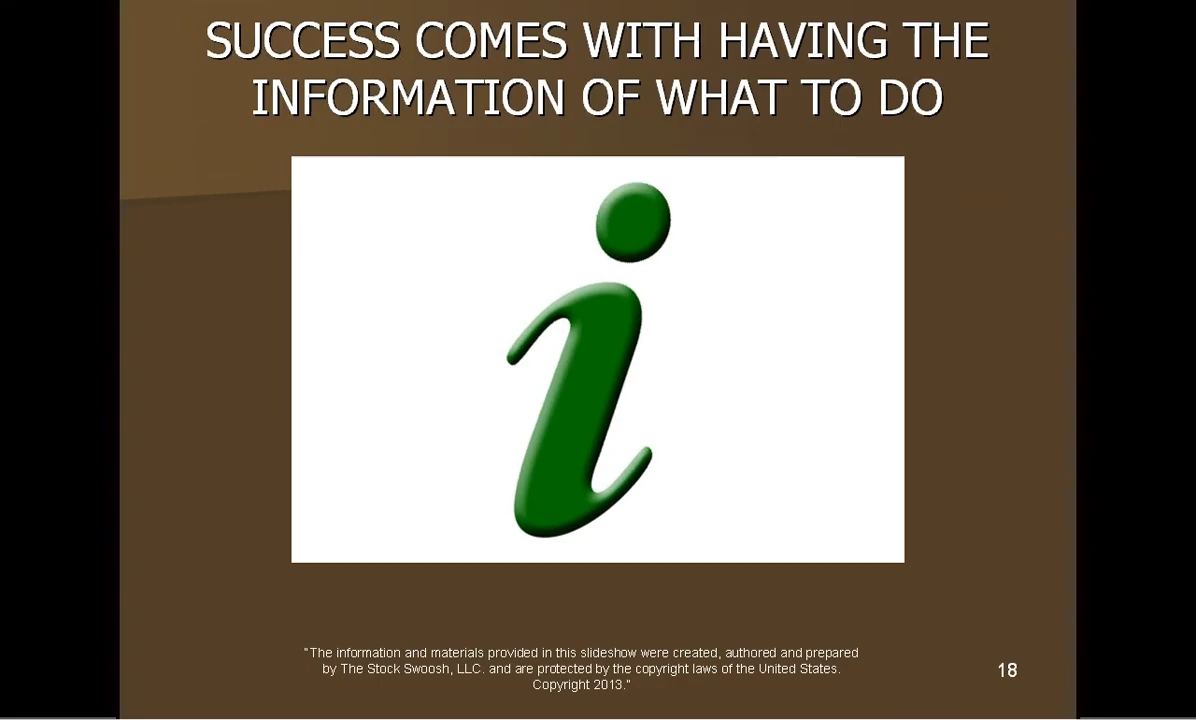 SUCCESS COMES WITH HAVING THE
INFORMATION OF WHAT TO DO
i
"The information and materials provided in this slideshow were created, authored and prepared
by The Stock Swoosh, LLC. and are protected by the copyright laws of the United States.
Copyright 2013."
18